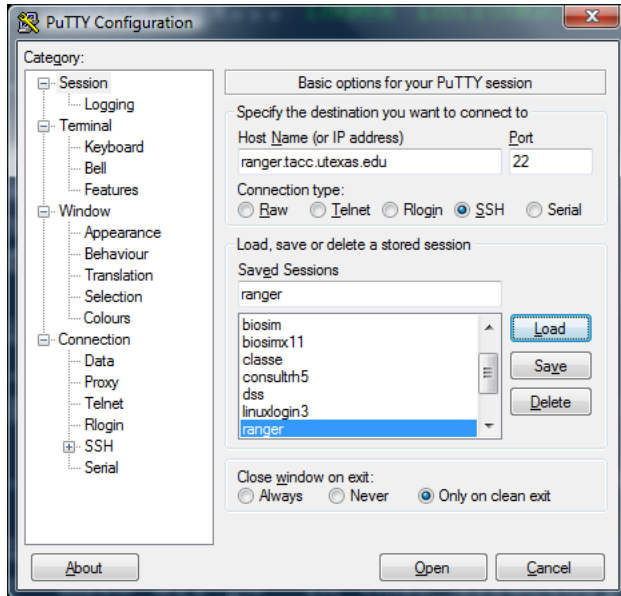 PuTTY Configuration
Category:
Session
Logging
Terminal
Keyboard
Bell
Features
Window
Appearance
Behaviour
Translation
Selection
Colours
Connection
Data
Proxy
Telnet
Rlogin
SSH
Serial
Basic options for your PuTTY session
Specify the destination you want to connect to
Host Name (or IP address) Port
ranger.tacc.utexas.edu 22
Connection type:
Raw Telnet Rlogin SSH Serial
Load, save or delete a stored session
Saved Sessions
ranger
biosim
biosimx11
classe
consultrh5
dss
linuxlogin3
ranger
Load
Save
Delete
Close window on exit:
Always Never Only on clean exit
About Open Cancel